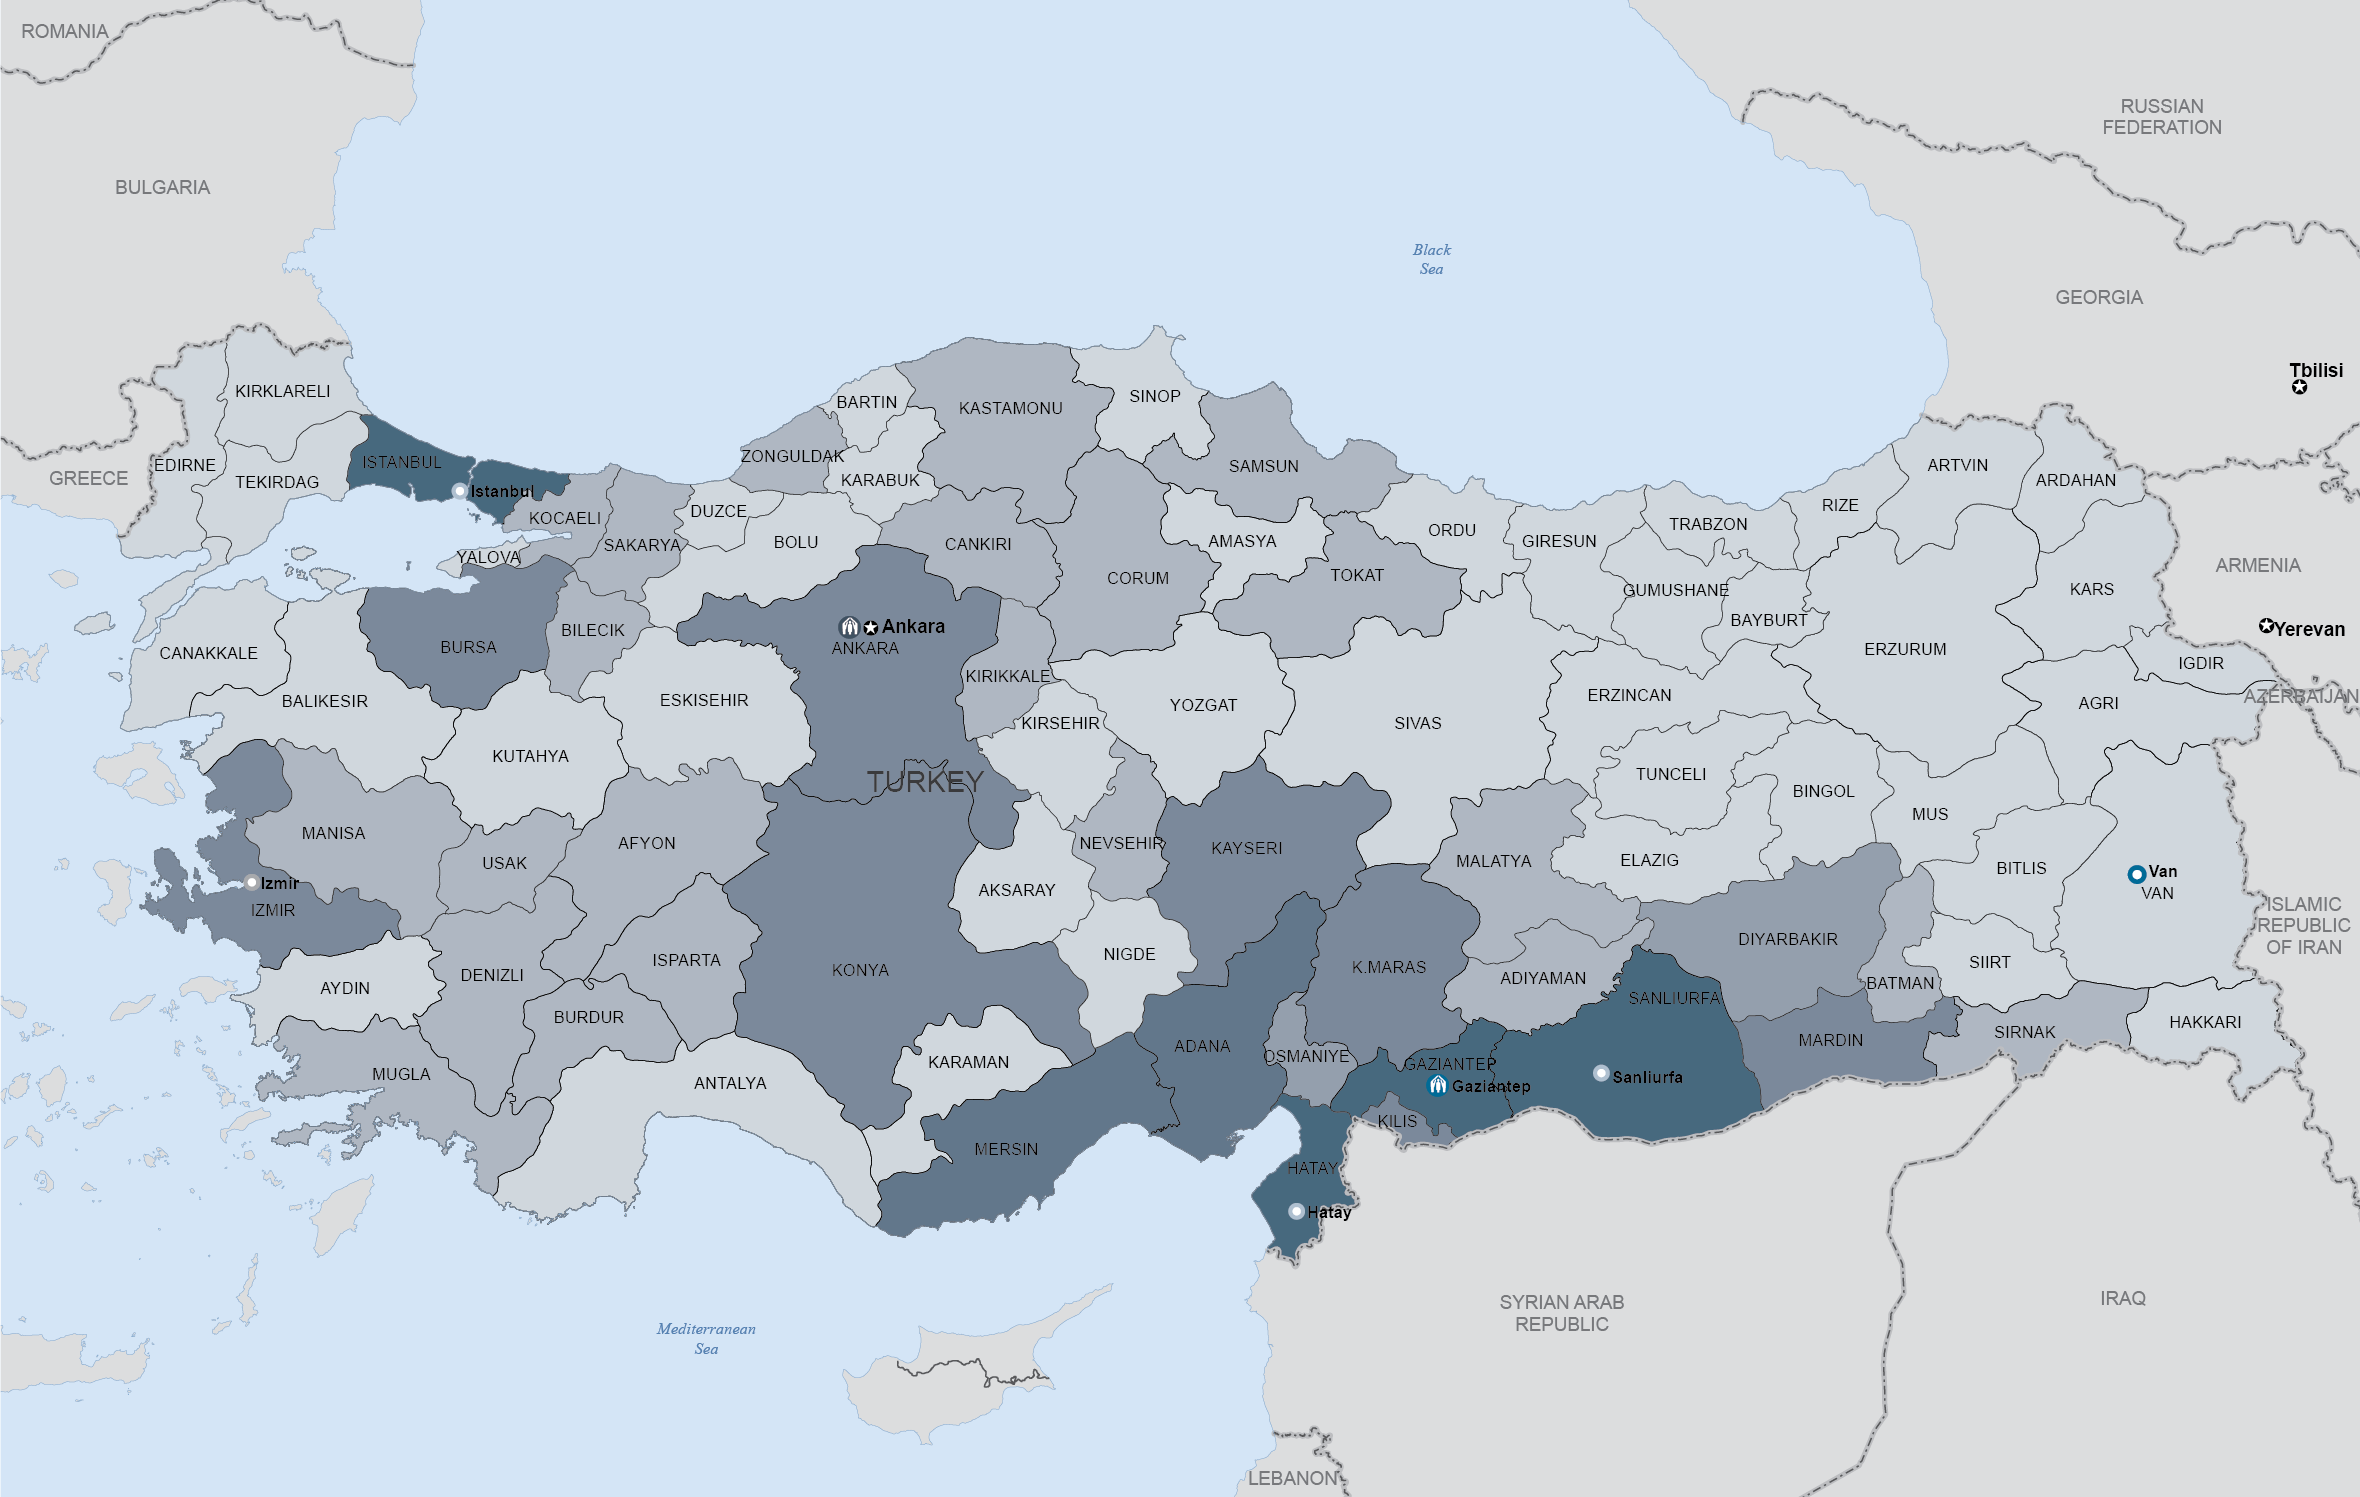 ROMANIA
RUSSIAN
FEDERATION
BULGARIA
Black
Sea
GEORGIA
Tbilisi
KIRKLARELI
BARTIN
SINOP
KASTAMONU
ISTANBUL
EDIRNE
ZONGULDAK
SAMSUN
ARTVIN
GREECE
TEKIRDAG
Istanbul
KARABUK
ARDAHAN
DUZCE
RIZE
KOCAELI
TRABZON
ORDU
SAKARYA
BOLU
CANKIRI
AMASYA
GIRESUN
YALOVA
ARMENIA
CORUM
TOKAT
GUMUSHANE
KARS
BILECIK
Ankara
BAYBURT
Yerevan
BURSA
ANKARA
CANAKKALE
ERZURUM
IGDIR
KIRIKKALE
BALIKESIR
ESKISEHIR
YOZGAT
ERZINCAN
AGRI
AZERBAIJAN
KIRSEHIR
SIVAS
KUTAHYA
TURKEY
TUNCELI
BINGOL
MUS
MANISA
AFYON
NEVSEHIR
KAYSERI
USAK
MALATYA
ELAZIG
BITLIS
Van
VAN
Izmir
AKSARAY
IZMIR
ISLAMIC
REPUBLIC
OF IRAN
DIYARBAKIR
NIGDE
ISPARTA
KONYA
K.MARAS
SIIRT
DENIZLI
ADIYAMAN
BATMAN
AYDIN
SANLIURFA
BURDUR
HAKKARI
SIRNAK
MARDIN
ADANA
OSMANIYE
KARAMAN
GAZIANTEP
MUGLA
Sanliurfa
ANTALYA
Gaziantep
KILIS
MERSIN
HATAY
Hatay
SYRIAN ARAB
REPUBLIC
IRAQ
Mediterranean
Sea
LEBANON